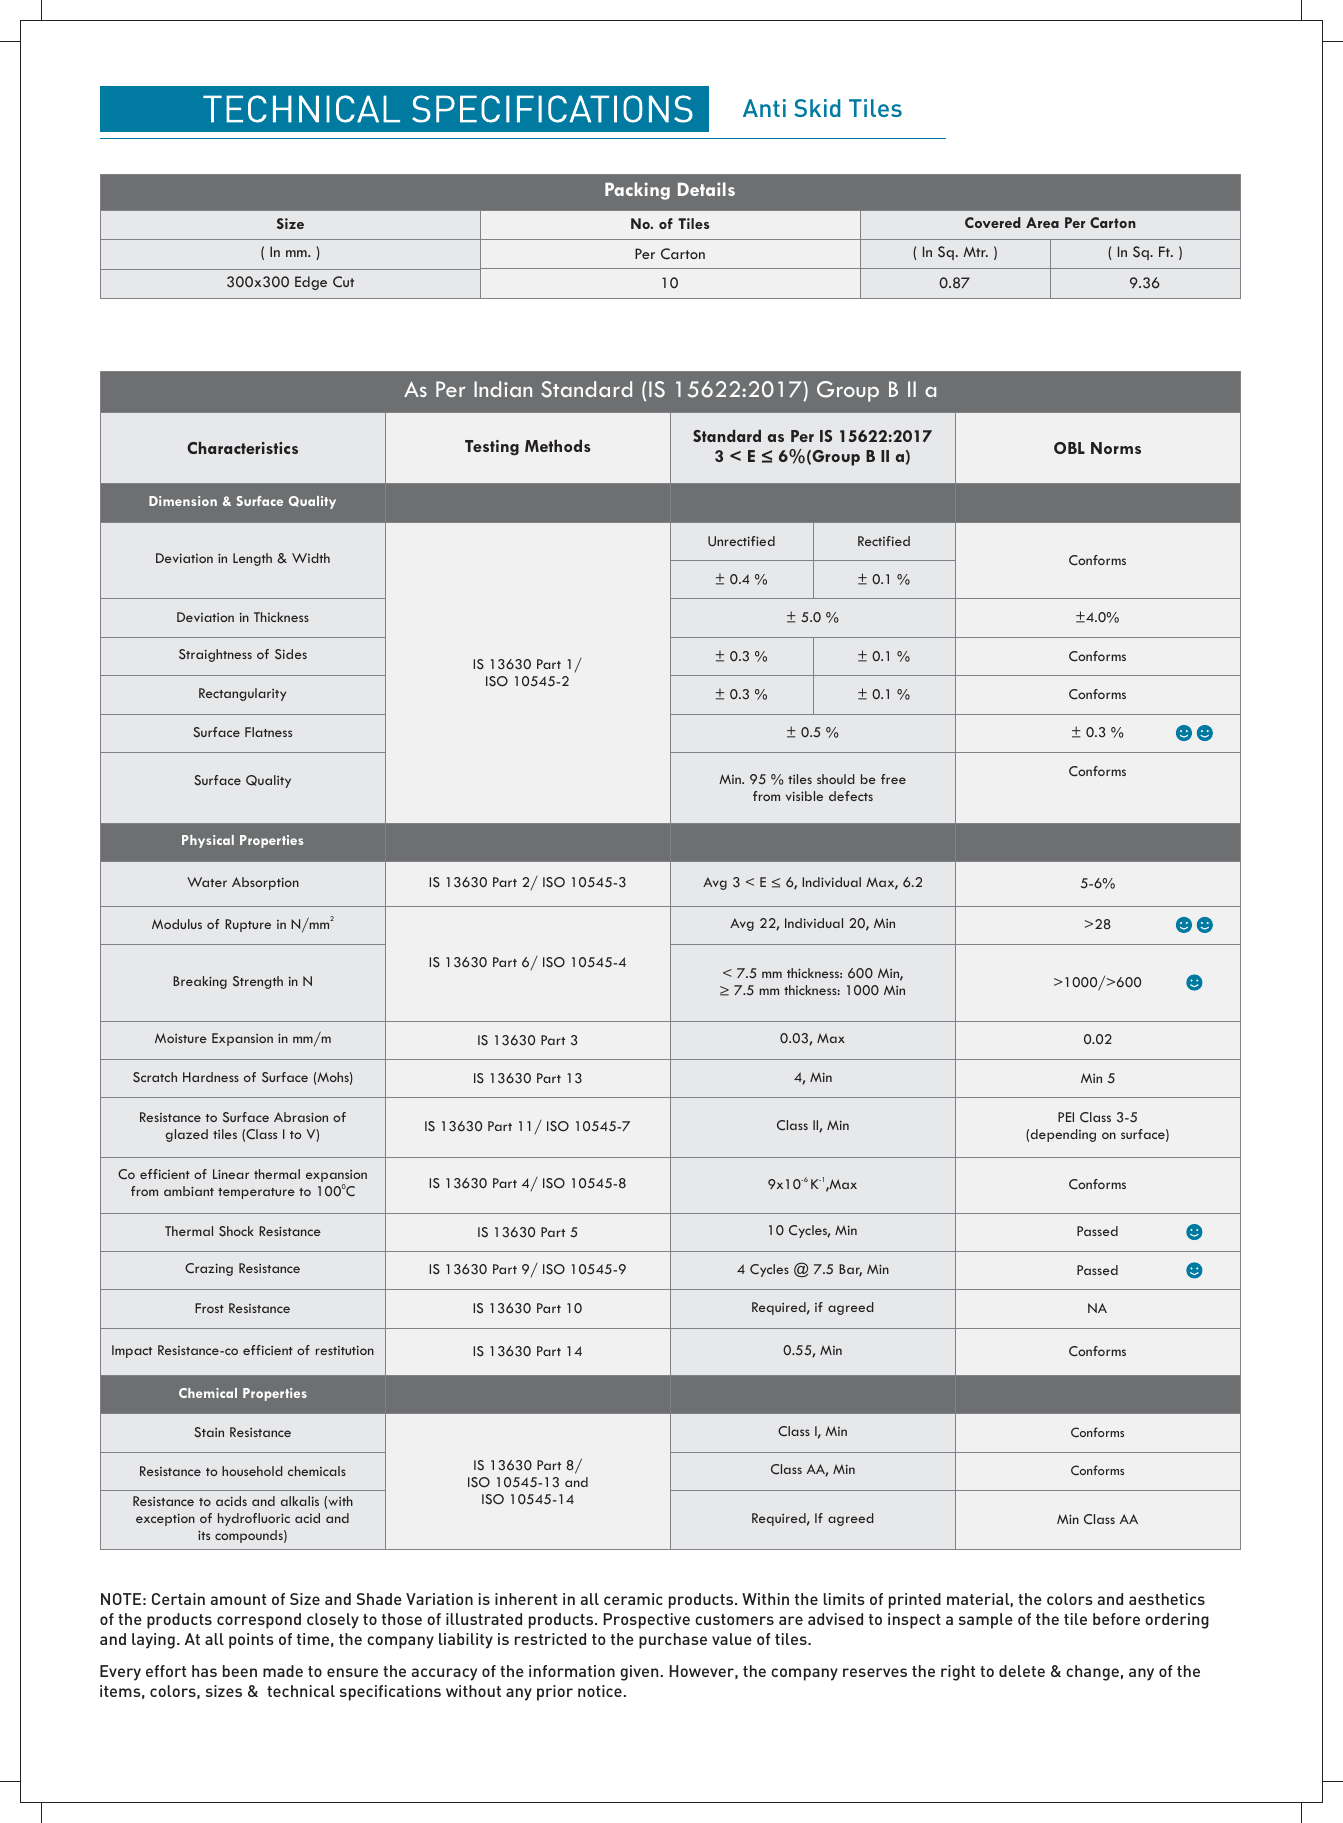 TECHNICAL SPECIFICATIONS Anti Skid Tiles
Packing Details
Size No. of Tiles Covered Area Per Carton
( In mm. ) Per Carton ( In Sq. Mtr. ) ( In Sq. Ft. )
300x300 Edge Cut 10 0.87 9.36
As Per Indian Standard (IS 15622:2017) Group B II a
Characteristics Testing Methods Standard as Per IS 15622:2017
3 < E ≤ 6%(Group B II a) OBL Norms
Dimension & Surface Quality
Deviation in Length & Width Unrectified Rectified Conforms
± 0.4 % ± 0.1 %
Deviation in Thickness ± 5.0 % ±4.0%
Straightness of Sides ± 0.3 % ± 0.1 % Conforms
IS 13630 Part 1/
ISO 10545-2
Rectangularity ± 0.3 % ± 0.1 % Conforms
Surface Flatness ± 0.5 % ± 0.3 %
Surface Quality Min. 95 % tiles should be free
from visible defects Conforms
Physical Properties
Water Absorption IS 13630 Part 2/ ISO 10545-3 Avg 3 < E ≤ 6, Individual Max, 6.2 5-6%
Modulus of Rupture in N/mm² Avg 22, Individual 20, Min >28
IS 13630 Part 6/ ISO 10545-4
Breaking Strength in N < 7.5 mm thickness: 600 Min,
≥ 7.5 mm thickness: 1000 Min >1000/>600
Moisture Expansion in mm/m IS 13630 Part 3 0.03, Max 0.02
Scratch Hardness of Surface (Mohs) IS 13630 Part 13 4, Min Min 5
Resistance to Surface Abrasion of
glazed tiles (Class I to V) IS 13630 Part 11/ ISO 10545-7 Class II, Min PEI Class 3-5
(depending on surface)
Co efficient of Linear thermal expansion
from ambiant temperature to 100⁰C IS 13630 Part 4/ ISO 10545-8 9x10⁻⁶ K⁻¹,Max Conforms
Thermal Shock Resistance IS 13630 Part 5 10 Cycles, Min Passed
Crazing Resistance IS 13630 Part 9/ ISO 10545-9 4 Cycles @ 7.5 Bar, Min Passed
Frost Resistance IS 13630 Part 10 Required, if agreed NA
Impact Resistance-co efficient of restitution IS 13630 Part 14 0.55, Min Conforms
Chemical Properties
Stain Resistance Class I, Min Conforms
Resistance to household chemicals IS 13630 Part 8/
ISO 10545-13 and
ISO 10545-14 Class AA, Min Conforms
Resistance to acids and alkalis (with
exception of hydrofluoric acid and
its compounds) Required, If agreed Min Class AA
NOTE: Certain amount of Size and Shade Variation is inherent in all ceramic products. Within the limits of printed material, the colors and aesthetics
of the products correspond closely to those of illustrated products. Prospective customers are advised to inspect a sample of the tile before ordering
and laying. At all points of time, the company liability is restricted to the purchase value of tiles.
Every effort has been made to ensure the accuracy of the information given. However, the company reserves the right to delete & change, any of the
items, colors, sizes &  technical specifications without any prior notice.